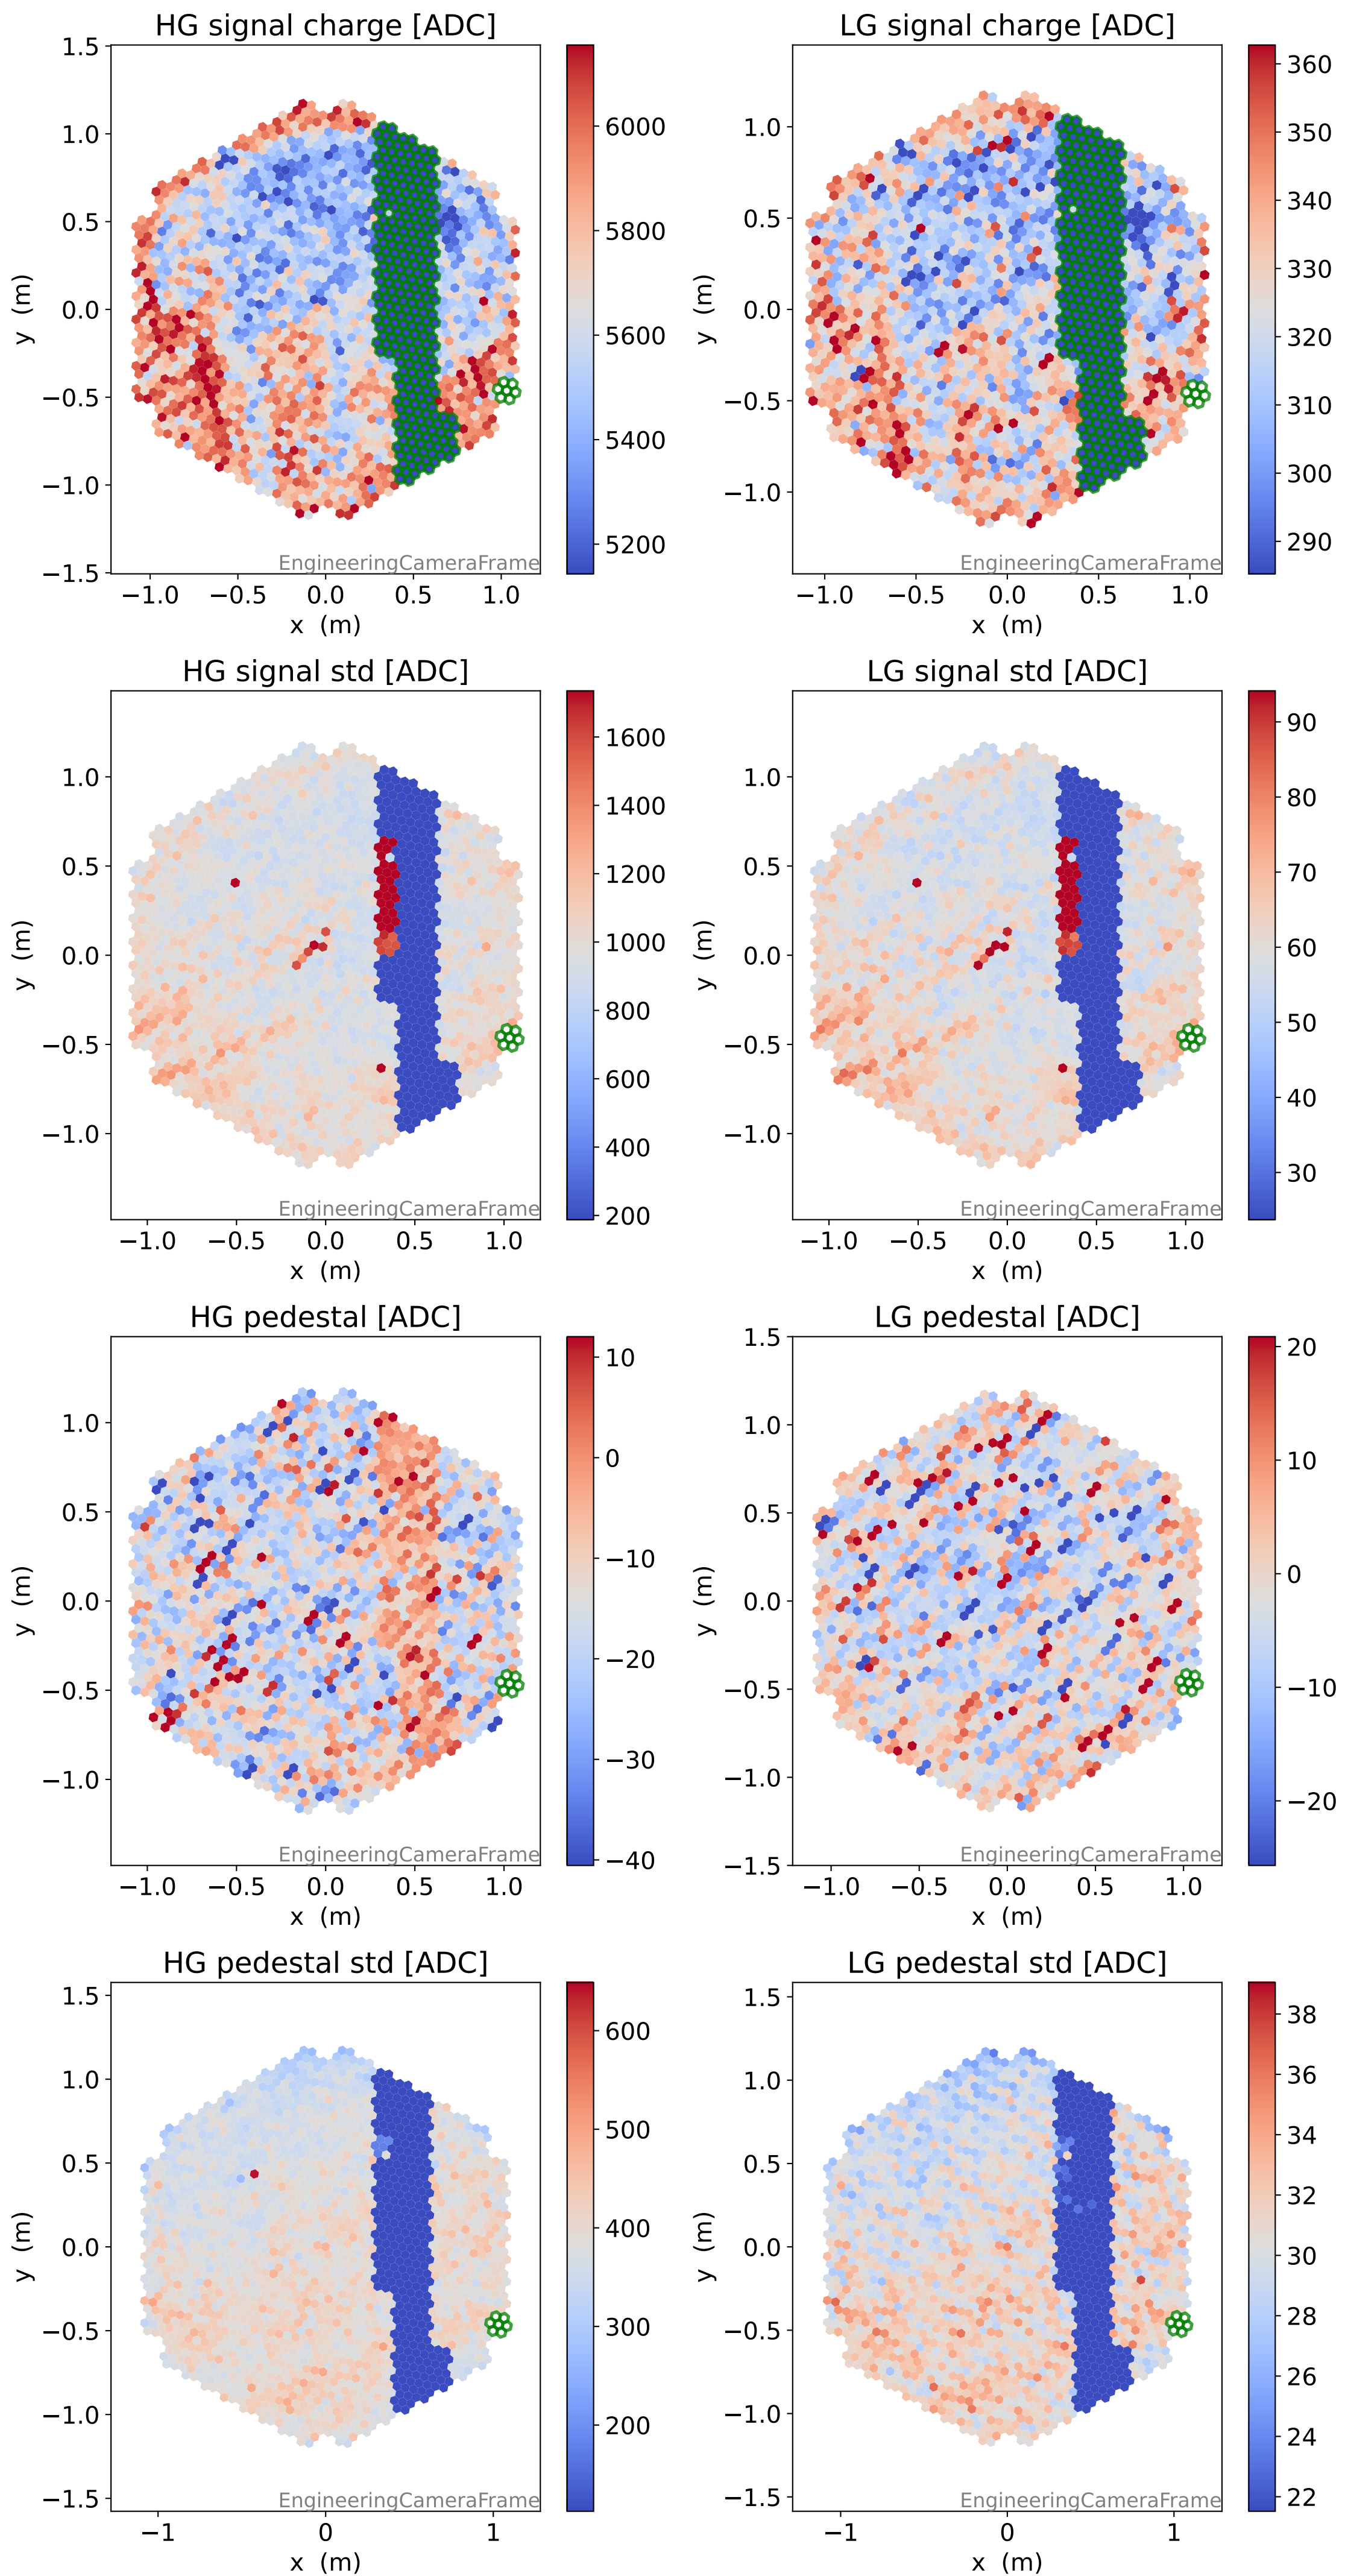 HG signal charge [ADC]
1.5
1.0
0.5
0.0
−0.5
−1.0
−1.5
y (m)
−1.0 −0.5 0.0 0.5 1.0
x (m)
EngineeringCameraFrame
6000
5800
5600
5400
5200
LG signal charge [ADC]
1.0
0.5
0.0
−0.5
−1.0
y (m)
−1.0 −0.5 0.0 0.5 1.0
x (m)
EngineeringCameraFrame
360
350
340
330
320
310
300
290
HG signal std [ADC]
1.0
0.5
0.0
−0.5
−1.0
y (m)
−1.0 −0.5 0.0 0.5 1.0
x (m)
EngineeringCameraFrame
1600
1400
1200
1000
800
600
400
200
LG signal std [ADC]
1.0
0.5
0.0
−0.5
−1.0
y (m)
−1.0 −0.5 0.0 0.5 1.0
x (m)
EngineeringCameraFrame
90
80
70
60
50
40
30
HG pedestal [ADC]
1.0
0.5
0.0
−0.5
−1.0
y (m)
−1.0 −0.5 0.0 0.5 1.0
x (m)
EngineeringCameraFrame
10
0
−10
−20
−30
−40
LG pedestal [ADC]
1.5
1.0
0.5
0.0
−0.5
−1.0
−1.5
y (m)
−1.0 −0.5 0.0 0.5 1.0
x (m)
EngineeringCameraFrame
20
10
0
−10
−20
HG pedestal std [ADC]
1.5
1.0
0.5
0.0
−0.5
−1.0
−1.5
y (m)
−1 0 1
x (m)
EngineeringCameraFrame
600
500
400
300
200
LG pedestal std [ADC]
1.5
1.0
0.5
0.0
−0.5
−1.0
−1.5
y (m)
−1 0 1
x (m)
EngineeringCameraFrame
38
36
34
32
30
28
26
24
22